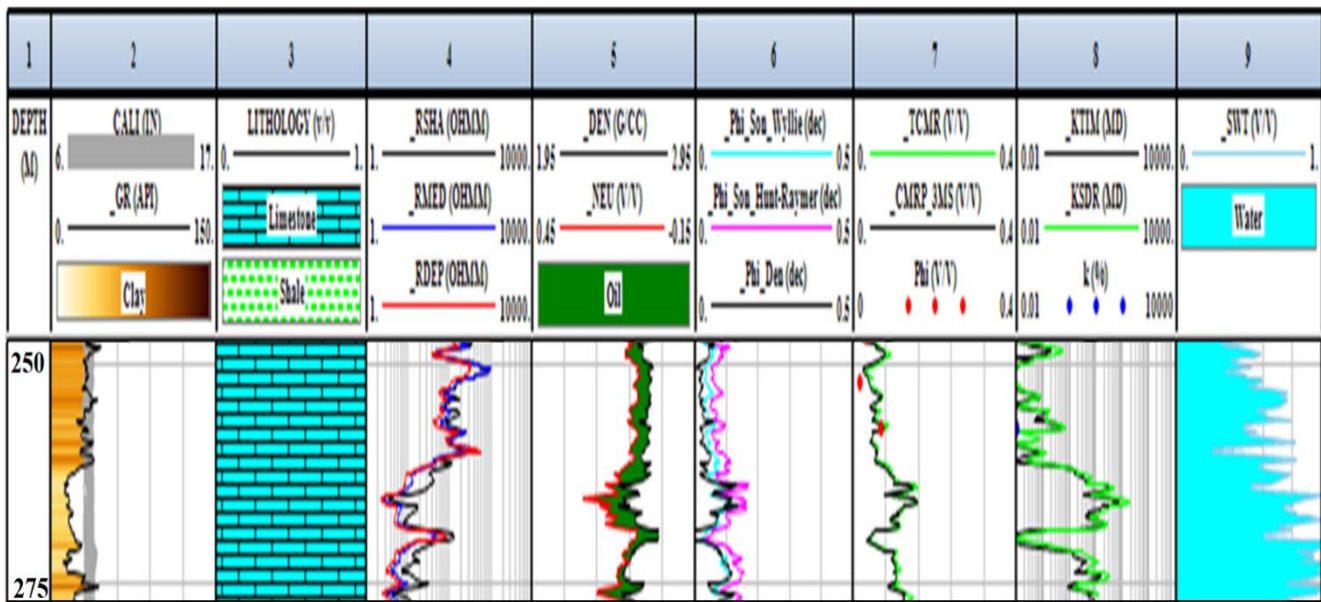 1 2 3 4 5 6 7 8 9
DEPTH (M)
CALI (IN)
6. 17.
_GR (API)
0. 150.
Clay
LITHOLOGY (v/v)
0. 1.
Limestone
Shale
_RSHA (OHMM)
1. 10000.
_RMED (OHMM)
1. 10000.
_RDEP (OHMM)
1. 10000.
_DEN (G/CC)
1.95 2.95
_NEU (V/V)
0.45 -0.15
Oil
_Phi_Son_Wyllie (dec)
0. 0.5
_Phi_Son_Hunt-Raymer (dec)
0. 0.5
_Phi_Den (dec)
0. 0.5
_TCMR (V/V)
0. 0.4
_CMRP_3MS (V/V)
0. 0.4
Phi (V/V)
0 0.4
_KTIM (MD)
0.01 10000.
_KSDR (MD)
0.01 10000.
k (%)
0.01 10000
_SWT (V/V)
0. 1.
Water
250
275